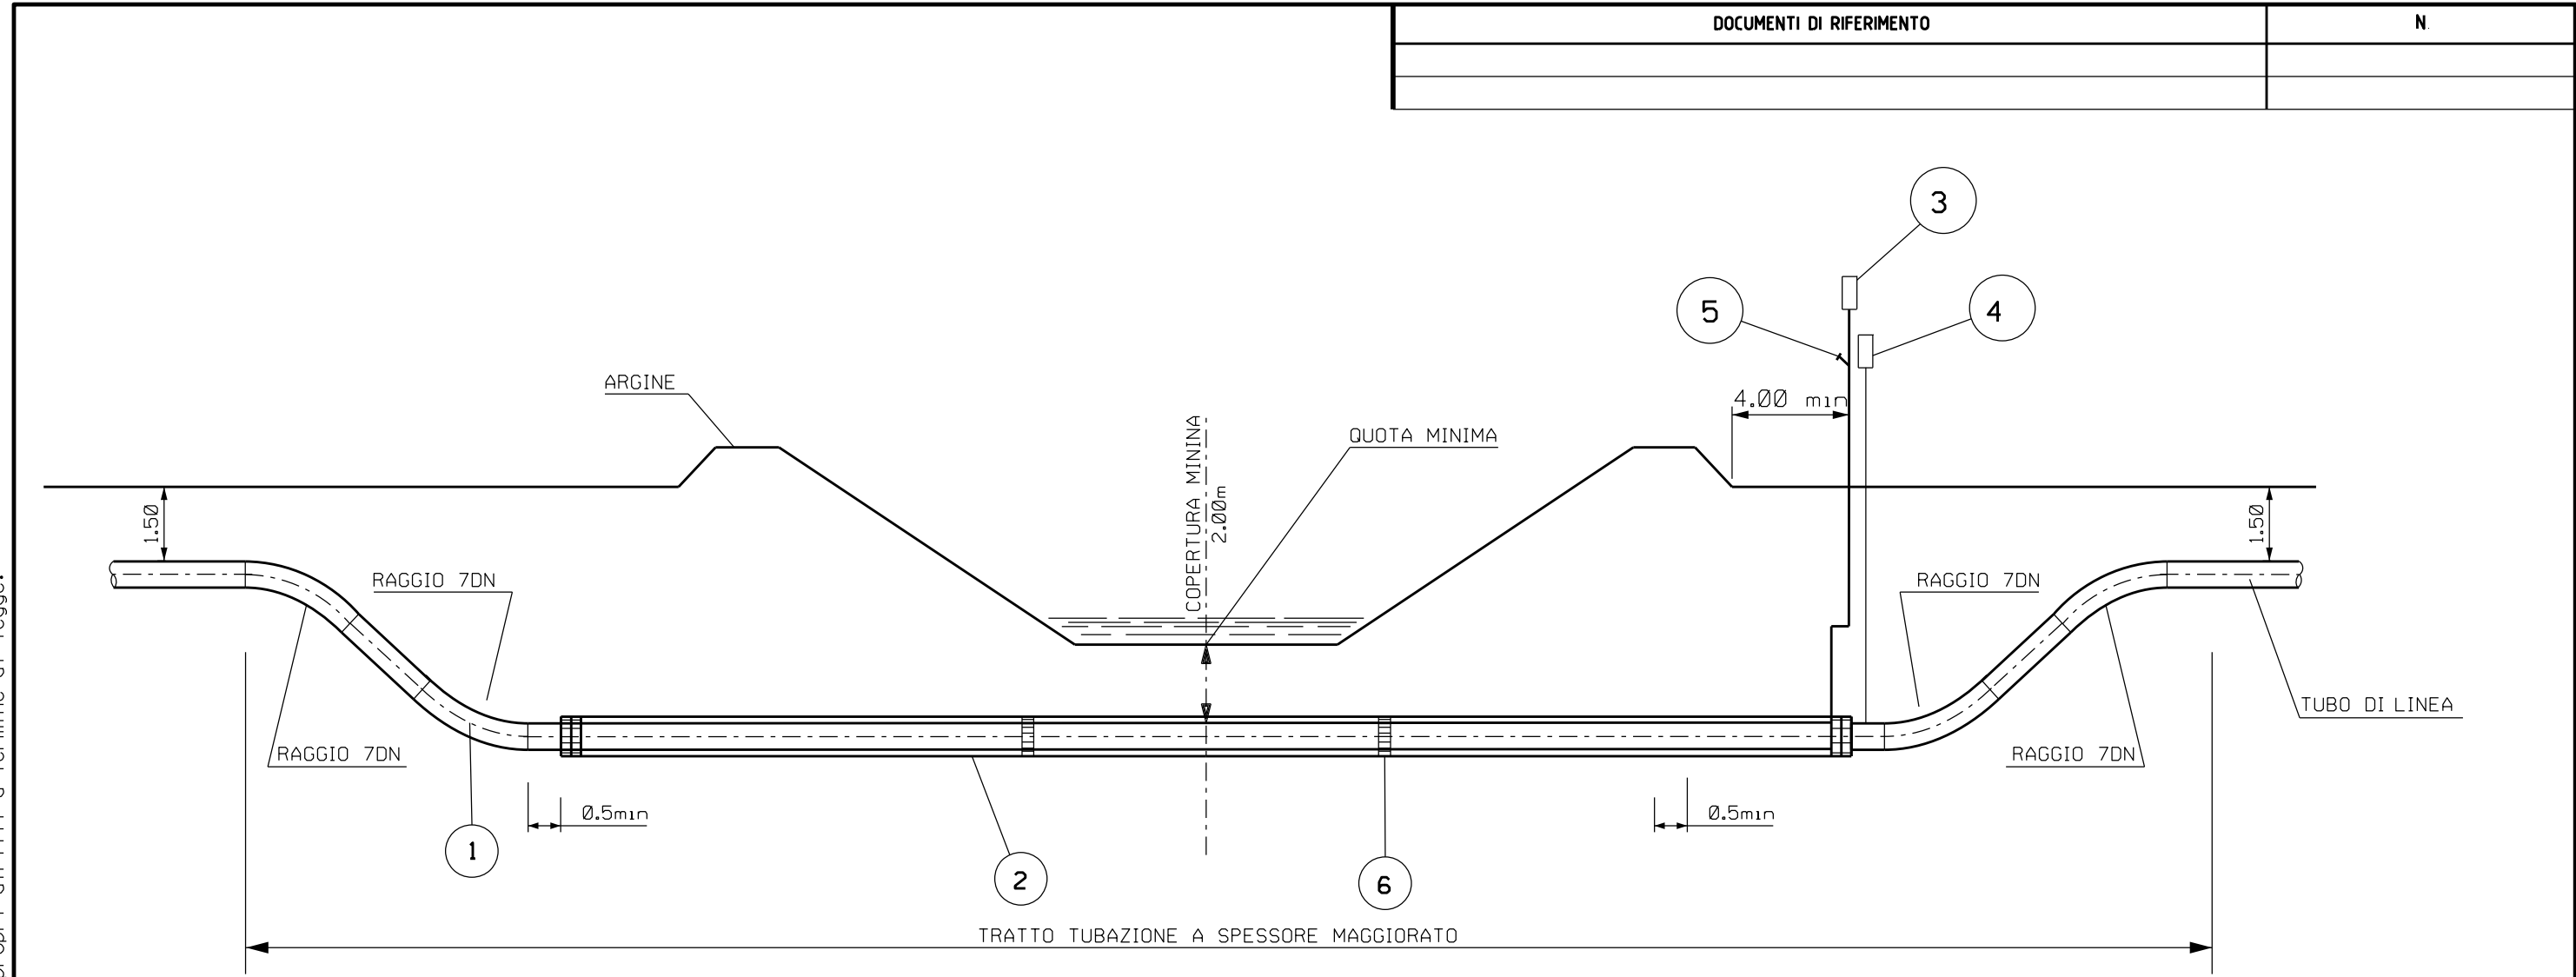 DOCUMENTI DI RIFERIMENTO
N.
3
5
4
ARGINE
4.00 min
COPERTURA MININA
2.00m
QUOTA MINIMA
1.50
1.50
RAGGIO 7DN
RAGGIO 7DN
RAGGIO 7DN
RAGGIO 7DN
TUBO DI LINEA
0.5min
0.5min
1
2
6
TRATTO TUBAZIONE A SPESSORE MAGGIORATO